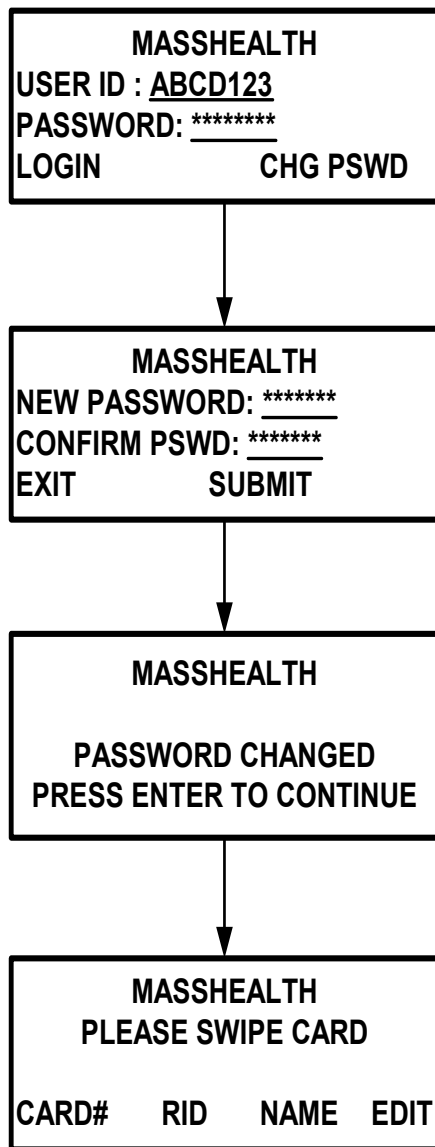 MASSHEALTH
USER ID : ABCD123
PASSWORD: ********
LOGIN CHG PSWD
MASSHEALTH
NEW PASSWORD: *******
CONFIRM PSWD: *******
EXIT SUBMIT
MASSHEALTH
PASSWORD CHANGED
PRESS ENTER TO CONTINUE
MASSHEALTH
PLEASE SWIPE CARD
CARD# RID NAME EDIT